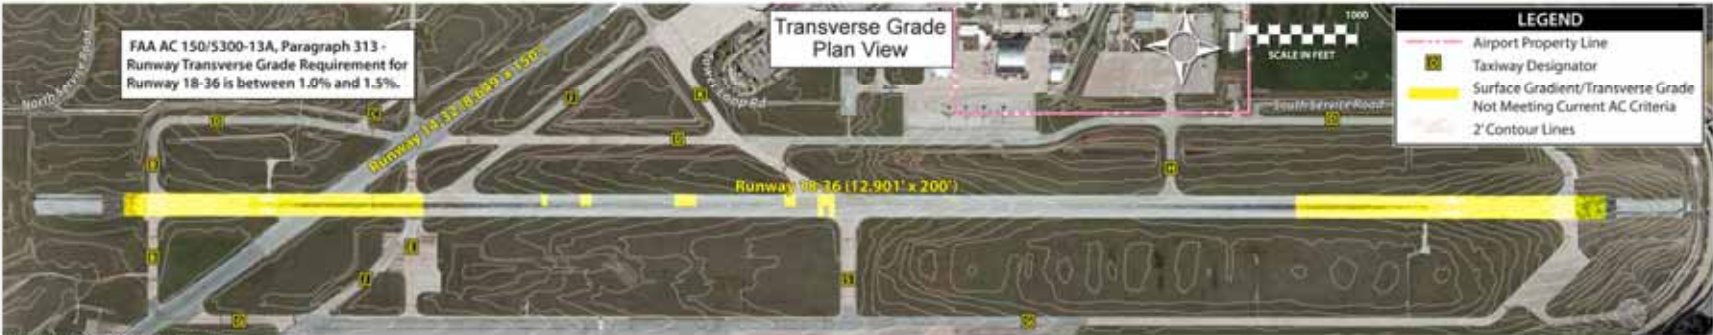 FAA AC 150/5300-13A, Paragraph 313 -
Runway Transverse Grade Requirement for
Runway 18-36 is between 1.0% and 1.5%.
Transverse Grade
Plan View
1000
SCALE IN FEET
LEGEND
Airport Property Line
D
Taxiway Designator
Surface Gradient/Transverse Grade
Not Meeting Current AC Criteria
2' Contour Lines
North Service Road
Loop Rd
South Service Road
Runway 14-32 (8,649' x 150')
Runway 18-36 (12,901' x 200')
D
C
J
K
D
D
H
E